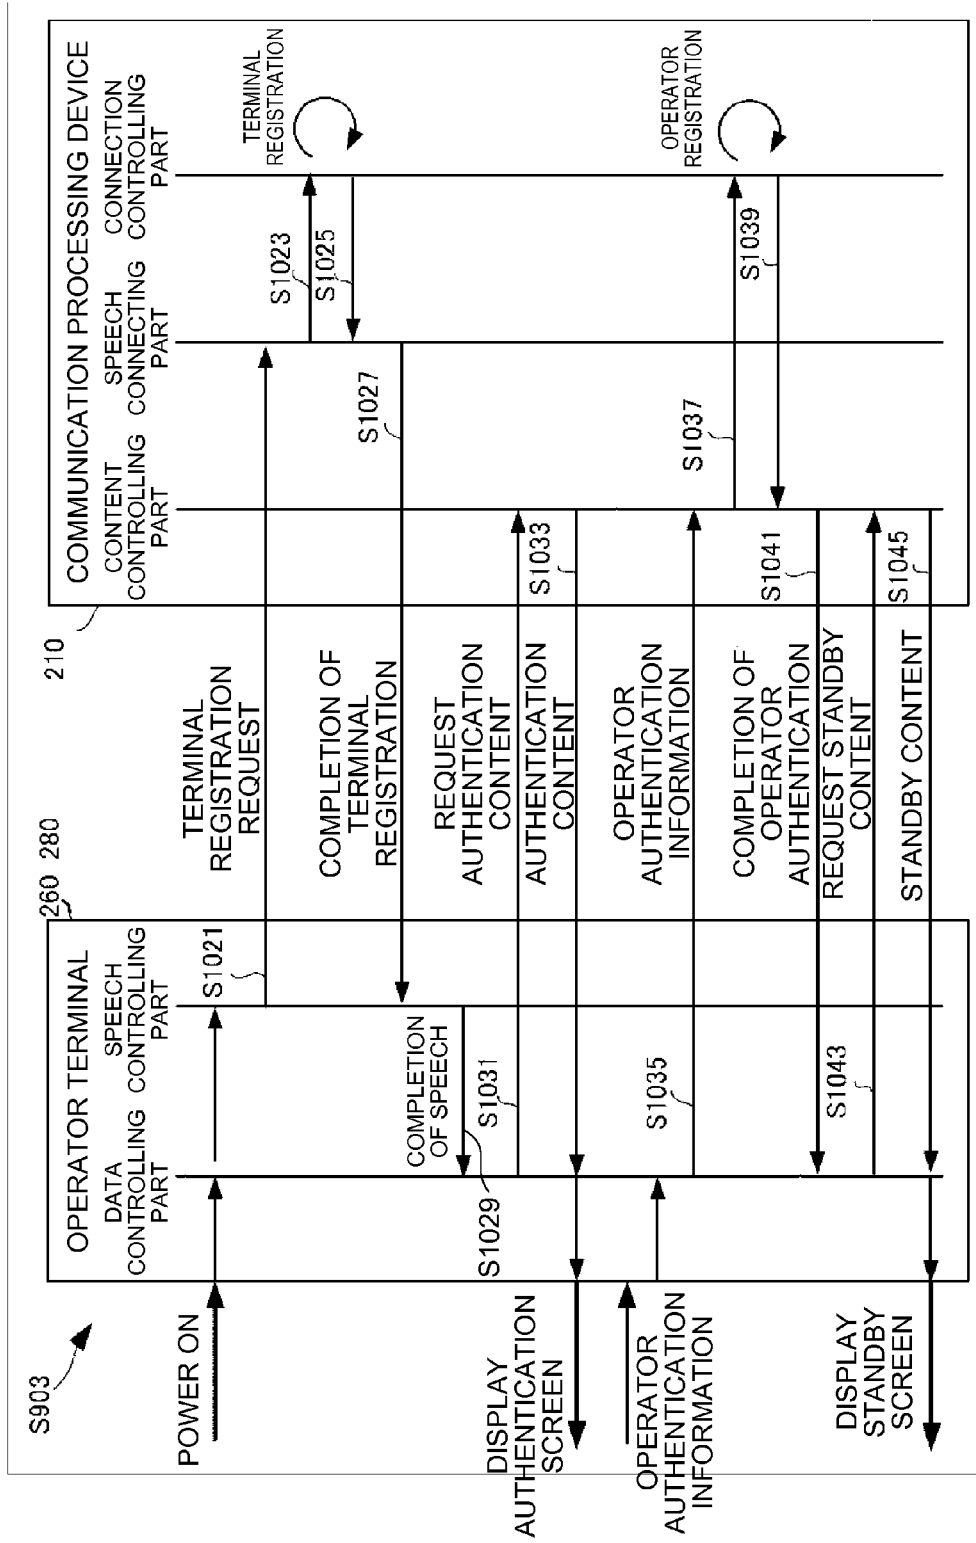 S903
OPERATOR TERMINAL
260 280
DATA
CONTROLLING
PART
SPEECH
CONTROLLING
PART
210
COMMUNICATION PROCESSING DEVICE
CONTENT
CONTROLLING
PART
SPEECH
CONNECTING
PART
CONNECTION
CONTROLLING
PART
POWER ON
S1021
TERMINAL
REGISTRATION
REQUEST
S1023
TERMINAL
REGISTRATION
S1025
S1027
COMPLETION OF
TERMINAL
REGISTRATION
COMPLETION
OF SPEECH
S1029
S1031
REQUEST
AUTHENTICATION
CONTENT
S1033
AUTHENTICATION
CONTENT
DISPLAY
AUTHENTICATION
SCREEN
OPERATOR
AUTHENTICATION
INFORMATION
S1035
OPERATOR
AUTHENTICATION
INFORMATION
S1037
OPERATOR
REGISTRATION
S1039
S1041
COMPLETION OF
OPERATOR
AUTHENTICATION
S1043
REQUEST STANDBY
CONTENT
S1045
STANDBY CONTENT
DISPLAY
STANDBY
SCREEN